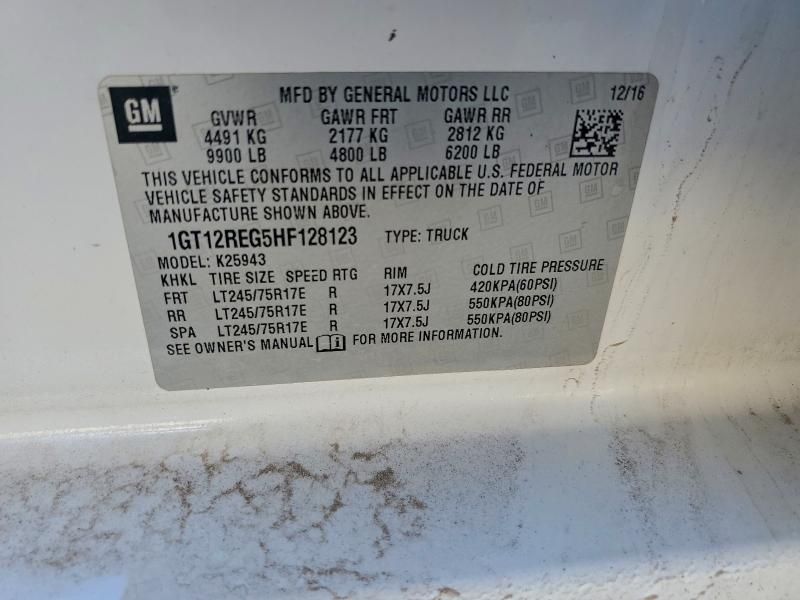 GM MFD BY GENERAL MOTORS LLC 12/16
GVWR GAWR FRT GAWR RR
4491 KG 2177 KG 2812 KG
9900 LB 4800 LB 6200 LB
THIS VEHICLE CONFORMS TO ALL APPLICABLE U.S. FEDERAL MOTOR
VEHICLE SAFETY STANDARDS IN EFFECT ON THE DATE OF
MANUFACTURE SHOWN ABOVE.
1GT12REG5HF128123 TYPE: TRUCK
MODEL: K25943
KHKL TIRE SIZE SPEED RTG RIM COLD TIRE PRESSURE
FRT LT245/75R17E R 17X7.5J 420KPA(60PSI)
RR LT245/75R17E R 17X7.5J 550KPA(80PSI)
SPA LT245/75R17E R 17X7.5J 550KPA(80PSI)
SEE OWNER'S MANUAL FOR MORE INFORMATION.